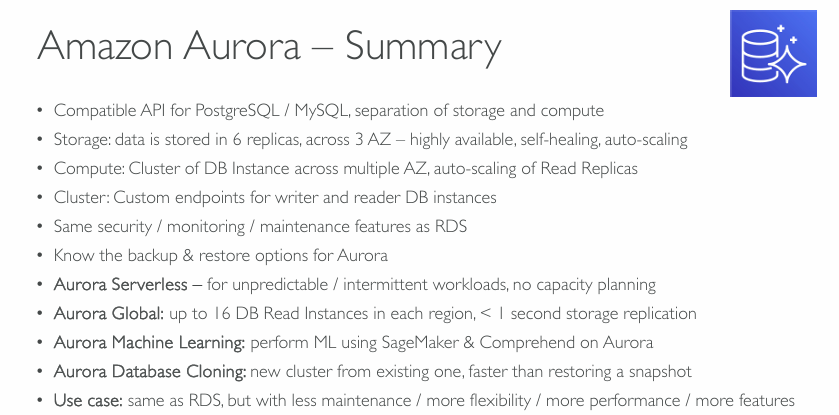 Amazon Aurora – Summary
• Compatible API for PostgreSQL / MySQL, separation of storage and compute
• Storage: data is stored in 6 replicas, across 3 AZ – highly available, self-healing, auto-scaling
• Compute: Cluster of DB Instance across multiple AZ, auto-scaling of Read Replicas
• Cluster: Custom endpoints for writer and reader DB instances
• Same security / monitoring / maintenance features as RDS
• Know the backup & restore options for Aurora
• Aurora Serverless – for unpredictable / intermittent workloads, no capacity planning
• Aurora Global: up to 16 DB Read Instances in each region, < 1 second storage replication
• Aurora Machine Learning: perform ML using SageMaker & Comprehend on Aurora
• Aurora Database Cloning: new cluster from existing one, faster than restoring a snapshot
• Use case: same as RDS, but with less maintenance / more flexibility / more performance / more features